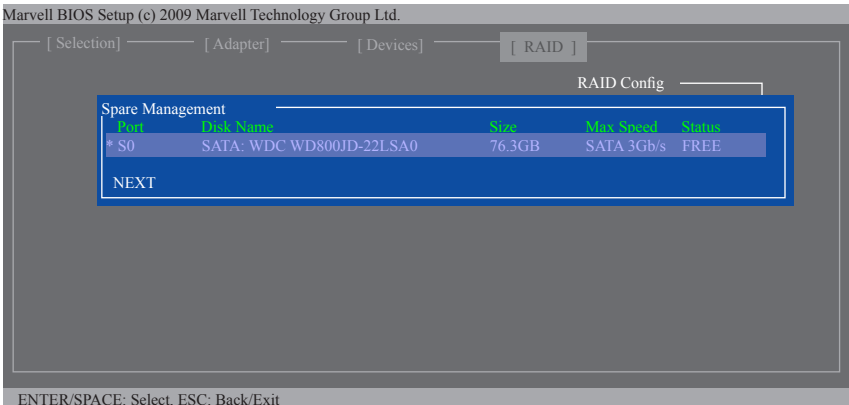 Marvell BIOS Setup (c) 2009 Marvell Technology Group Ltd.
[ Selection] [ Adapter] [ Devices] [ RAID ]
RAID Config
Spare Management
Port Disk Name Size Max Speed Status
* S0 SATA: WDC WD800JD-22LSA0 76.3GB SATA 3Gb/s FREE
NEXT
ENTER/SPACE: Select, ESC: Back/Exit